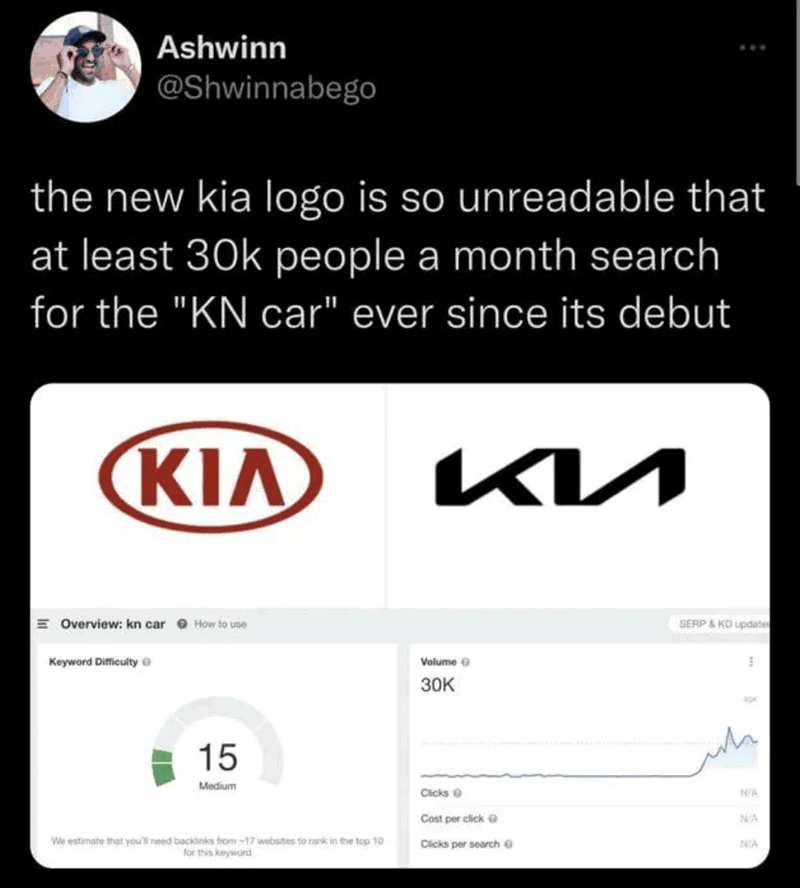 Ashwinn
@Shwinnabego
the new kia logo is so unreadable that
at least 30k people a month search
for the "KN car" ever since its debut
KIA
KIA
Overview: kn car ? How to use
SERP & KD update
Keyword Difficulty ?
15
Medium
We estimate that you'll need backlinks from ~17 websites to rank in the top 10
for this keyword
Volume ?
30K
Clicks ? N/A
Cost per click ? N/A
Clicks per search ? N/A